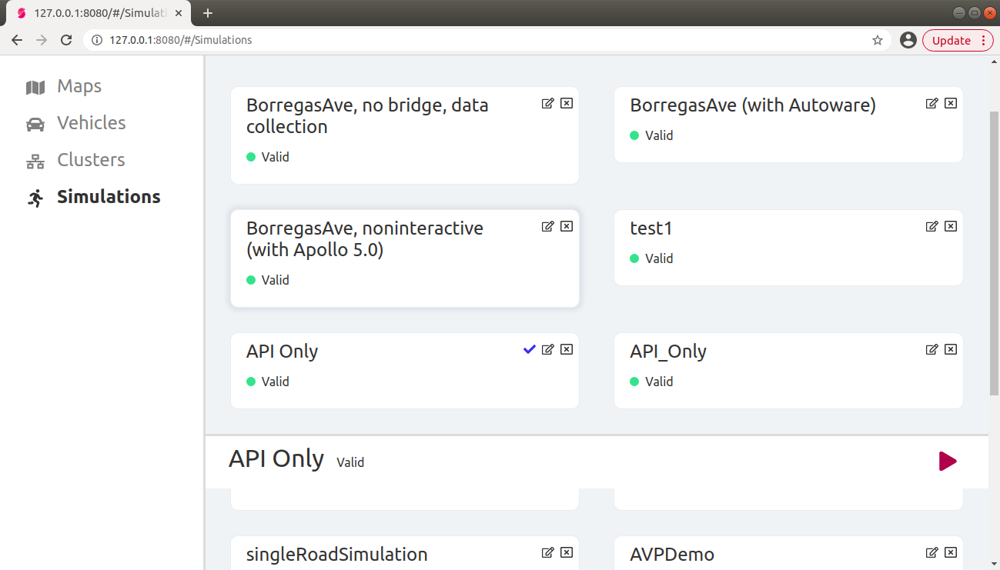 127.0.0.1:8080/#/Simulati
127.0.0.1:8080/#/Simulations
Update
Maps
Vehicles
Clusters
Simulations
BorregasAve, no bridge, data
collection
Valid
BorregasAve (with Autoware)
Valid
BorregasAve, noninteractive
(with Apollo 5.0)
Valid
test1
Valid
API Only
Valid
API_Only
Valid
API Only Valid
singleRoadSimulation
AVPDemo